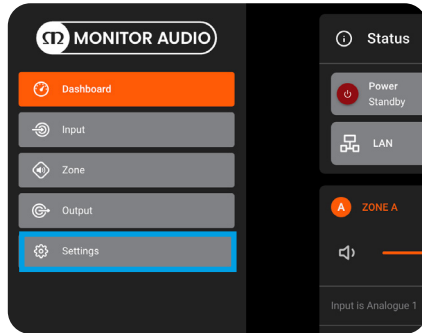 MONITOR AUDIO
Dashboard
Input
Zone
Output
Settings
Status
Power
Standby
LAN
A ZONE A
Input is Analogue 1